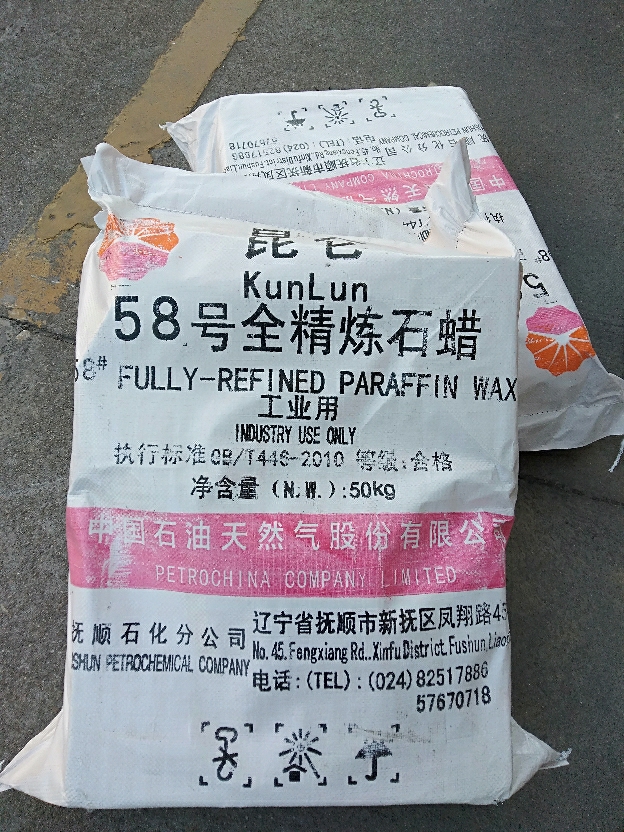 昆仑
KunLun
58号全精炼石蜡
58# FULLY-REFINED PARAFFIN WAX
工业用
INDUSTRY USE ONLY
执行标准GB/T446-2010 等级:合格
净含量(N.W.):50kg
中国石油天然气股份有限公
PETROCHINA COMPANY LIMITED
抚顺石化分公司
SHUN PETROCHEMICAL COMPANY
辽宁省抚顺市新抚区凤翔路45
No.45.Fengxiang Rd..Xinfu District.Fushun.Liao
电话:(TEL):(024)82517886
57670718